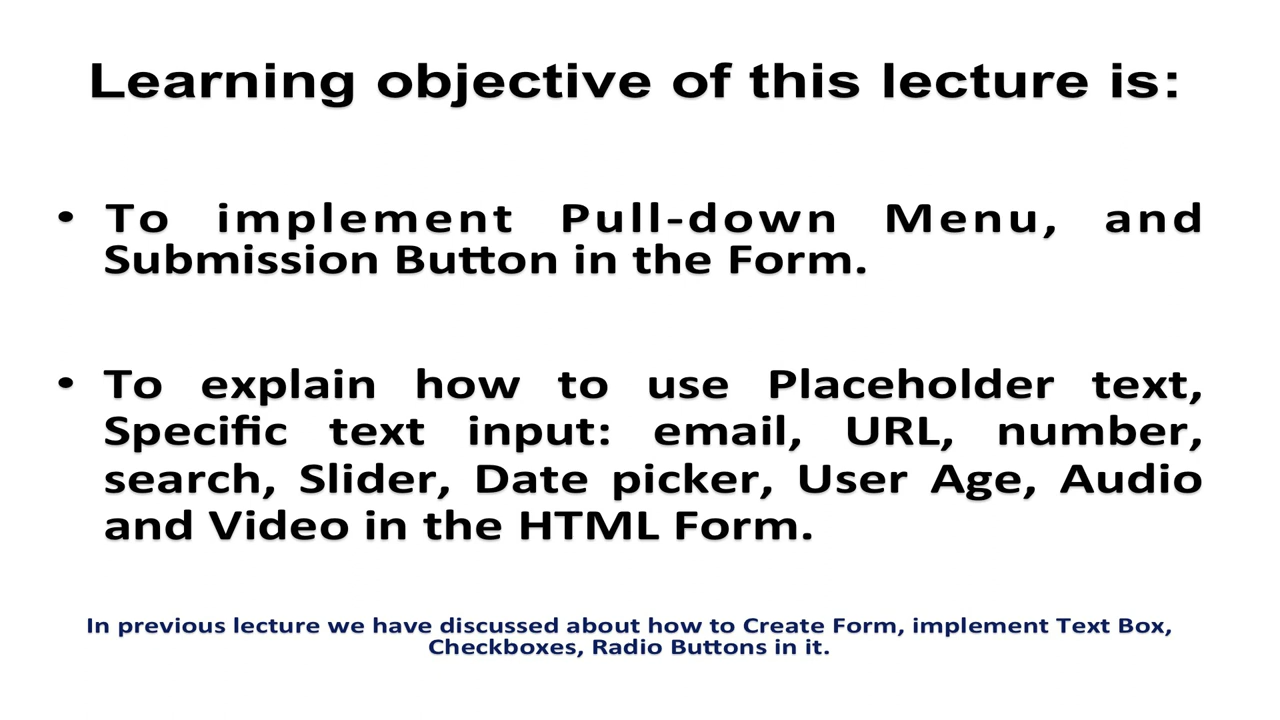 Learning objective of this lecture is:
• To implement Pull-down Menu, and
Submission Button in the Form.
• To explain how to use Placeholder text,
Specific text input: email, URL, number,
search, Slider, Date picker, User Age, Audio
and Video in the HTML Form.
In previous lecture we have discussed about how to Create Form, implement Text Box,
Checkboxes, Radio Buttons in it.